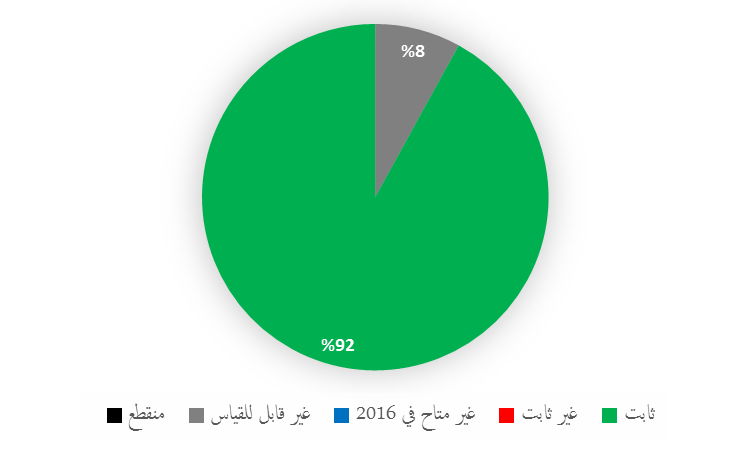 %8
%92
ثابت
غير ثابت
غير متاح في 2016
غير قابل للقياس
منقطع